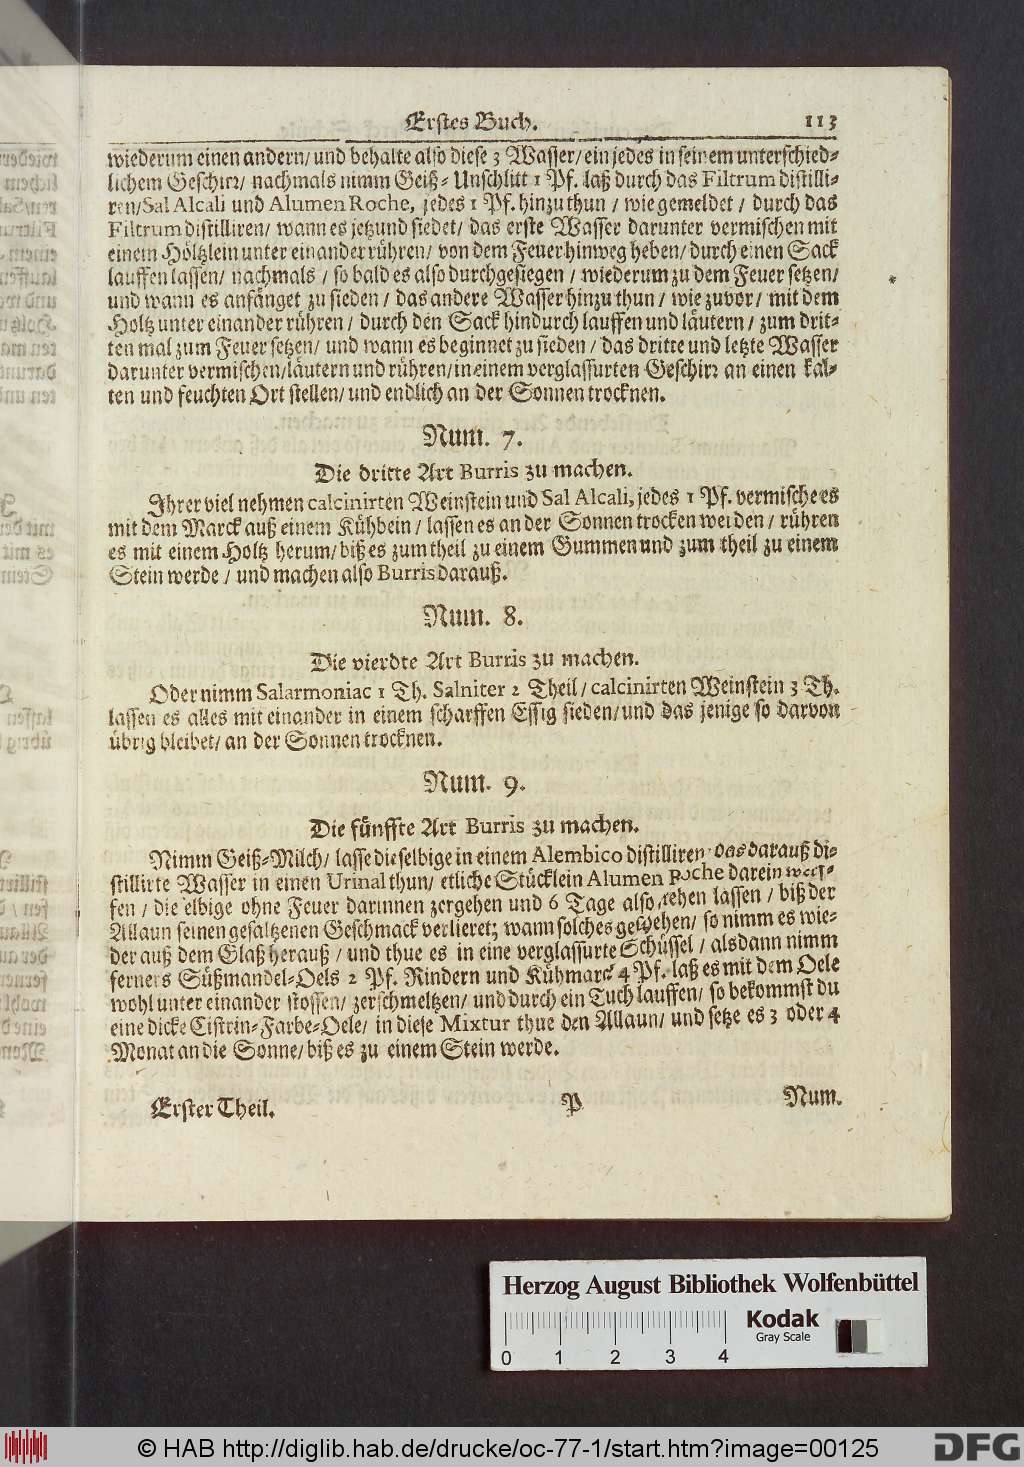 Erstes Buch. 113
wiederum einen andern/ und behalte also diese 3 Wasser/ ein jedes in seinem unterschied-
lichem Geschirr/ nachmals nimm Geiß-Unschlitt 1 Pf. laß durch das Filtrum distilli-
ren/ Sal Alcali und Alumen Roche, jedes 1 Pf. hinzu thun / wie gemeldet / durch das
Filtrum distilliren/ wann es jetzund siedet/ das erste Wasser darunter vermischen mit
einem Höltzlein unter einander rühren/ von dem Feuer hinweg heben/ durch einen Sack
lauffen lassen/ nachmals / so bald es also durchgesiegen / wiederum zu dem Feuer setzen/
und wann es anfänget zu sieden / das andere Wasser hinzu thun / wie zuvor/ mit dem
Holtz unter einander rühren / durch den Sack hindurch lauffen und läutern / zum drit-
ten mal zum Feuer setzen/ und wann es beginnet zu sieden / das dritte und letzte Wasser
darunter vermischen/ läutern und rühren/ in einem verglassurten Geschirr an einen kal-
ten und feuchten Ort stellen/ und endlich an der Sonnen trocknen.
Num. 7.
Die dritte Art Burris zu machen.
Ihrer viel nehmen calcinirten Weinstein und Sal Alcali, jedes 1 Pf. vermische es
mit dem Marck auß einem Kühbein / lassen es an der Sonnen trocken werden / rühren
es mit einem Holtz herum/ biß es zum theil zu einem Gummen und zum theil zu einem
Stein werde / und machen also Burris darauß.
Num. 8.
Die vierdte Art Burris zu machen.
Oder nimm Salarmoniac 1 Th. Salniter 2 Theil / calcinirten Weinstein 3 Th.
lassen es alles mit einander in einem scharffen Essig sieden/ und das jenige so darvon
übrig bleibet/ an der Sonnen trocknen.
Num. 9.
Die fünffte Art Burris zu machen.
Nimm Geiß-Milch/ lasse dieselbige in einem Alembico distilliren das darauß di-
stillirte Wasser in einen Urinal thun/ etliche Stücklein Alumen Roche darein werf-
fen / dieselbige ohne Feuer darinnen zergehen und 6 Tage also stehen lassen / biß der
Allaun seinen gesaltzenen Geschmack verlieret; wann solches geschehen/ so nimm es wie-
der auß dem Glaß herauß / und thue es in eine verglassurte Schüssel / alsdann nimm
ferners Süßmandel-Oels 2 Pf. Rindern und Kühmarck 4 Pf. laß es mit dem Oele
wohl unter einander stossen/ zerschmeltzen/ und durch ein Tuch lauffen/ so bekommst du
eine dicke Cistrin-Farbe-Oele/ in diese Mixtur thue den Allaun/ und setze es 3 oder 4
Monat an die Sonne/ biß es zu einem Stein werde.
Erster Theil. P Num.
Herzog August Bibliothek Wolfenbüttel
Kodak
Gray Scale
0 1 2 3 4
© HAB http://diglib.hab.de/drucke/oc-77-1/start.htm?image=00125
DFG